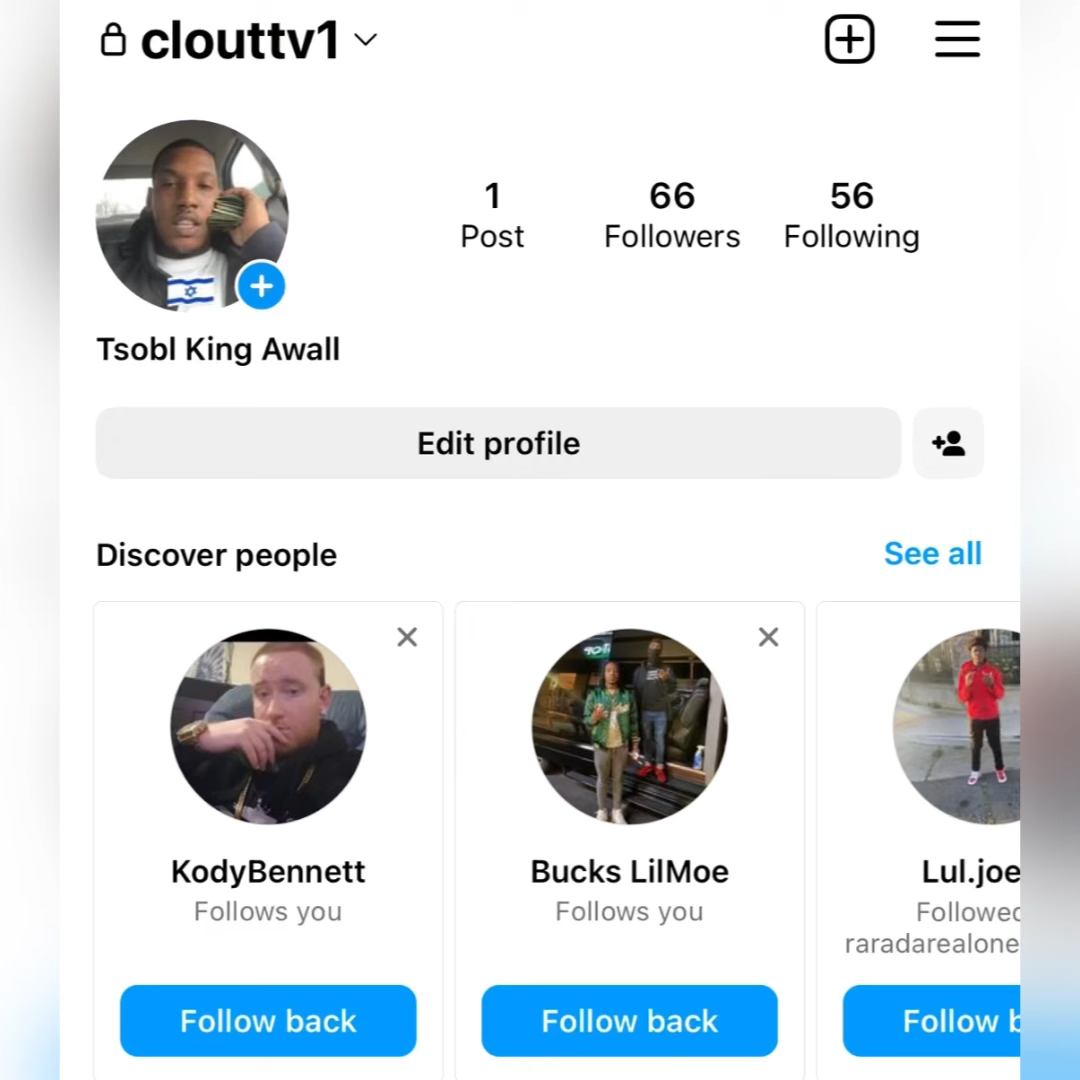 clouttv1
1
Post
66
Followers
56
Following
Tsobl King Awall
Edit profile
Discover people
See all
KodyBennett
Follows you
Follow back
Bucks LilMoe
Follows you
Follow back
Lul.joe
Followed
raradarealone
Follow b